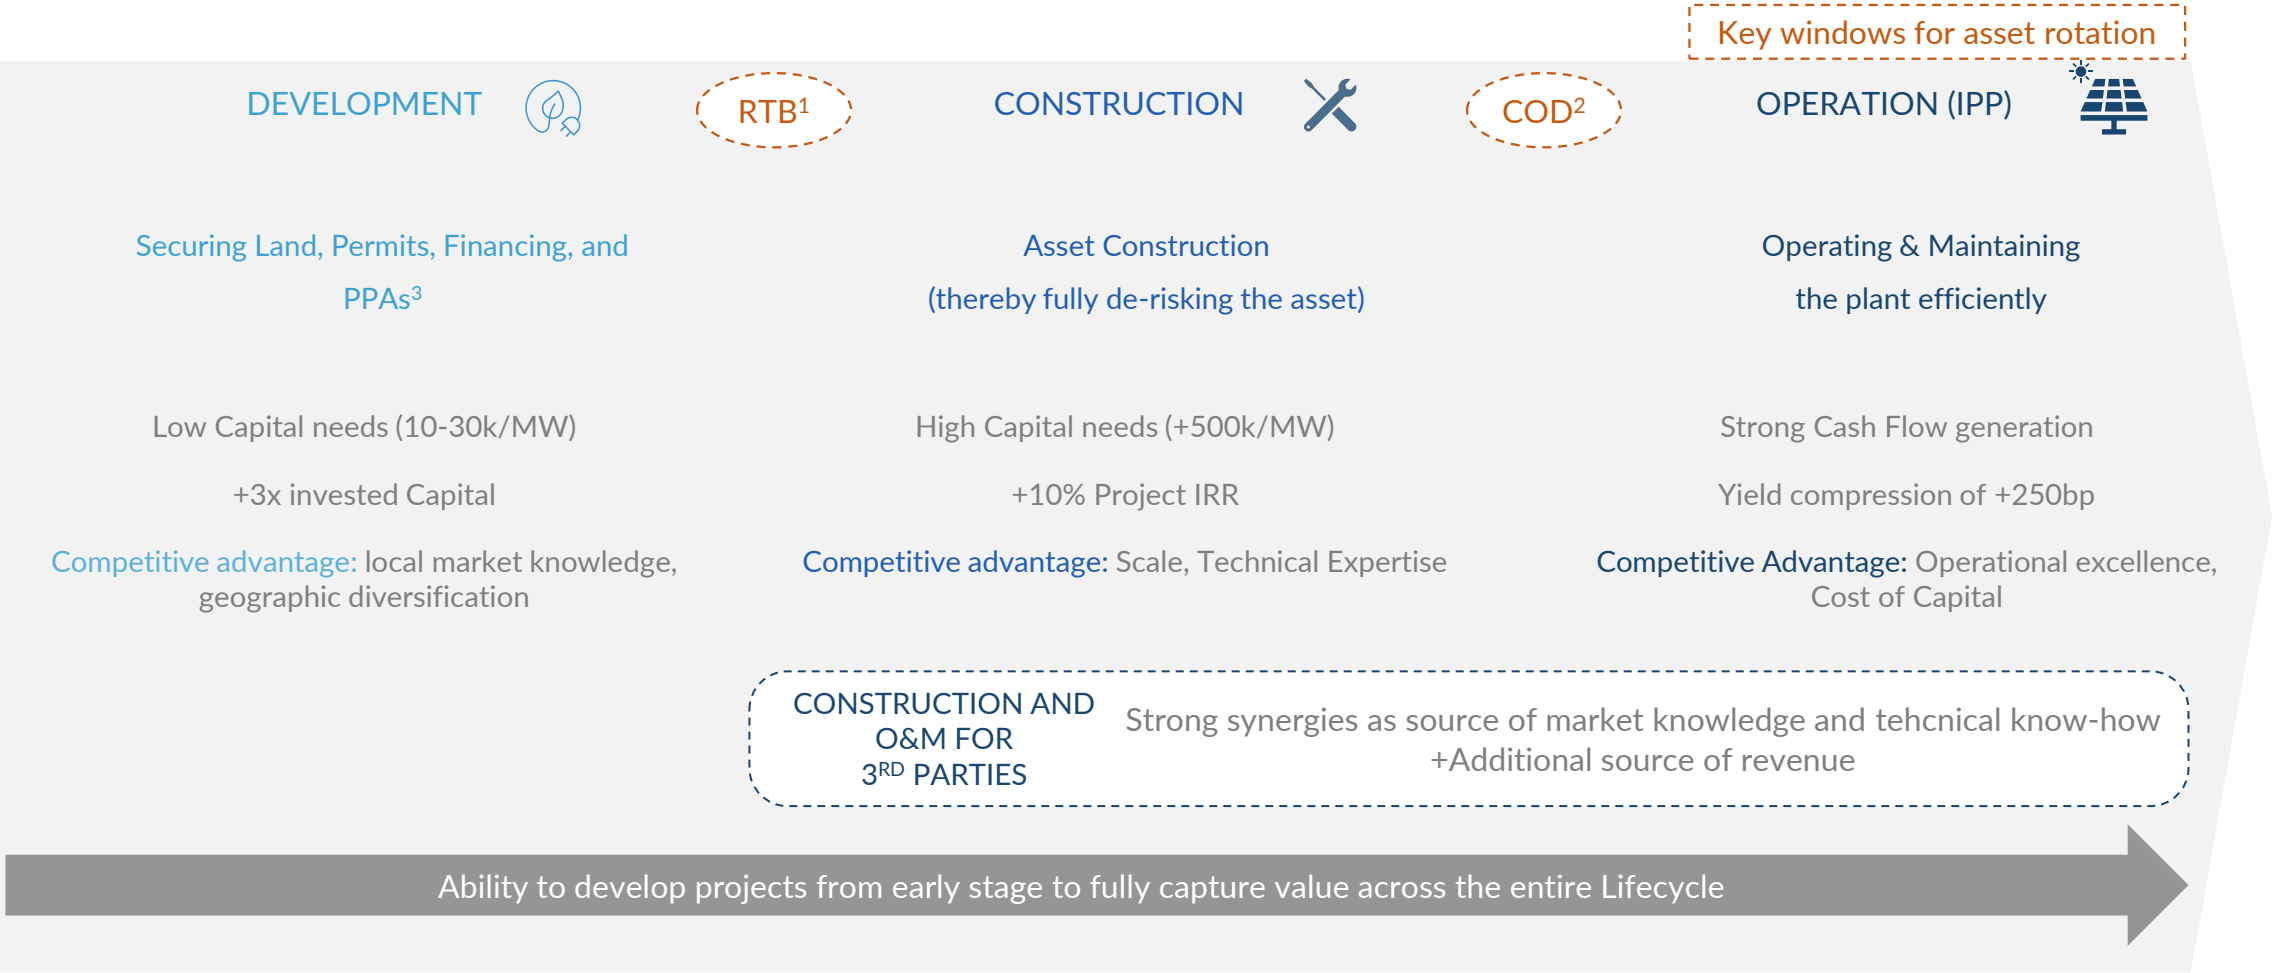 Key windows for asset rotation
DEVELOPMENT
RTB¹
CONSTRUCTION
COD²
OPERATION (IPP)
Securing Land, Permits, Financing, and
PPAs³
Asset Construction
(thereby fully de-risking the asset)
Operating & Maintaining
the plant efficiently
Low Capital needs (10-30k/MW)
+3x invested Capital
Competitive advantage: local market knowledge,
geographic diversification
High Capital needs (+500k/MW)
+10% Project IRR
Competitive advantage: Scale, Technical Expertise
Strong Cash Flow generation
Yield compression of +250bp
Competitive Advantage: Operational excellence,
Cost of Capital
CONSTRUCTION AND
O&M FOR
3RD PARTIES
Strong synergies as source of market knowledge and tehcnical know-how
+Additional source of revenue
Ability to develop projects from early stage to fully capture value across the entire Lifecycle